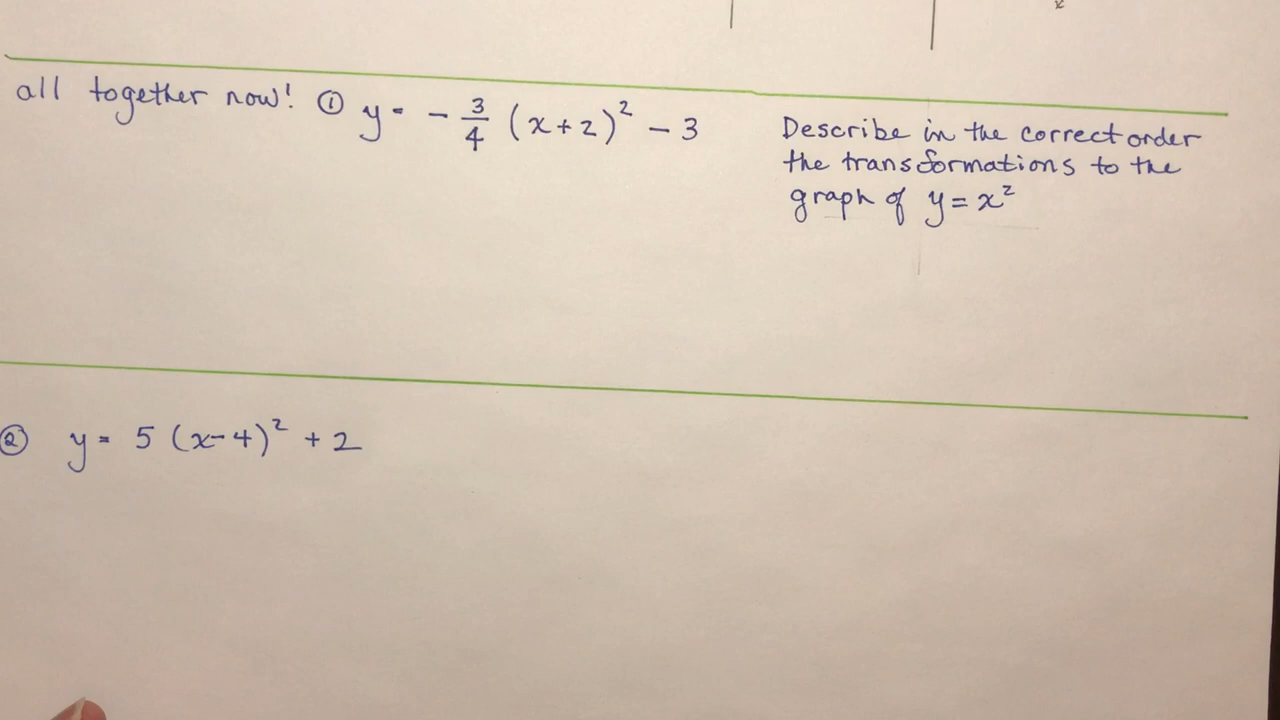 all together now! ① y = - 3/4 (x+2)² - 3
Describe in the correct order
the transformations to the
graph of y = x²
② y = 5 (x-4)² + 2